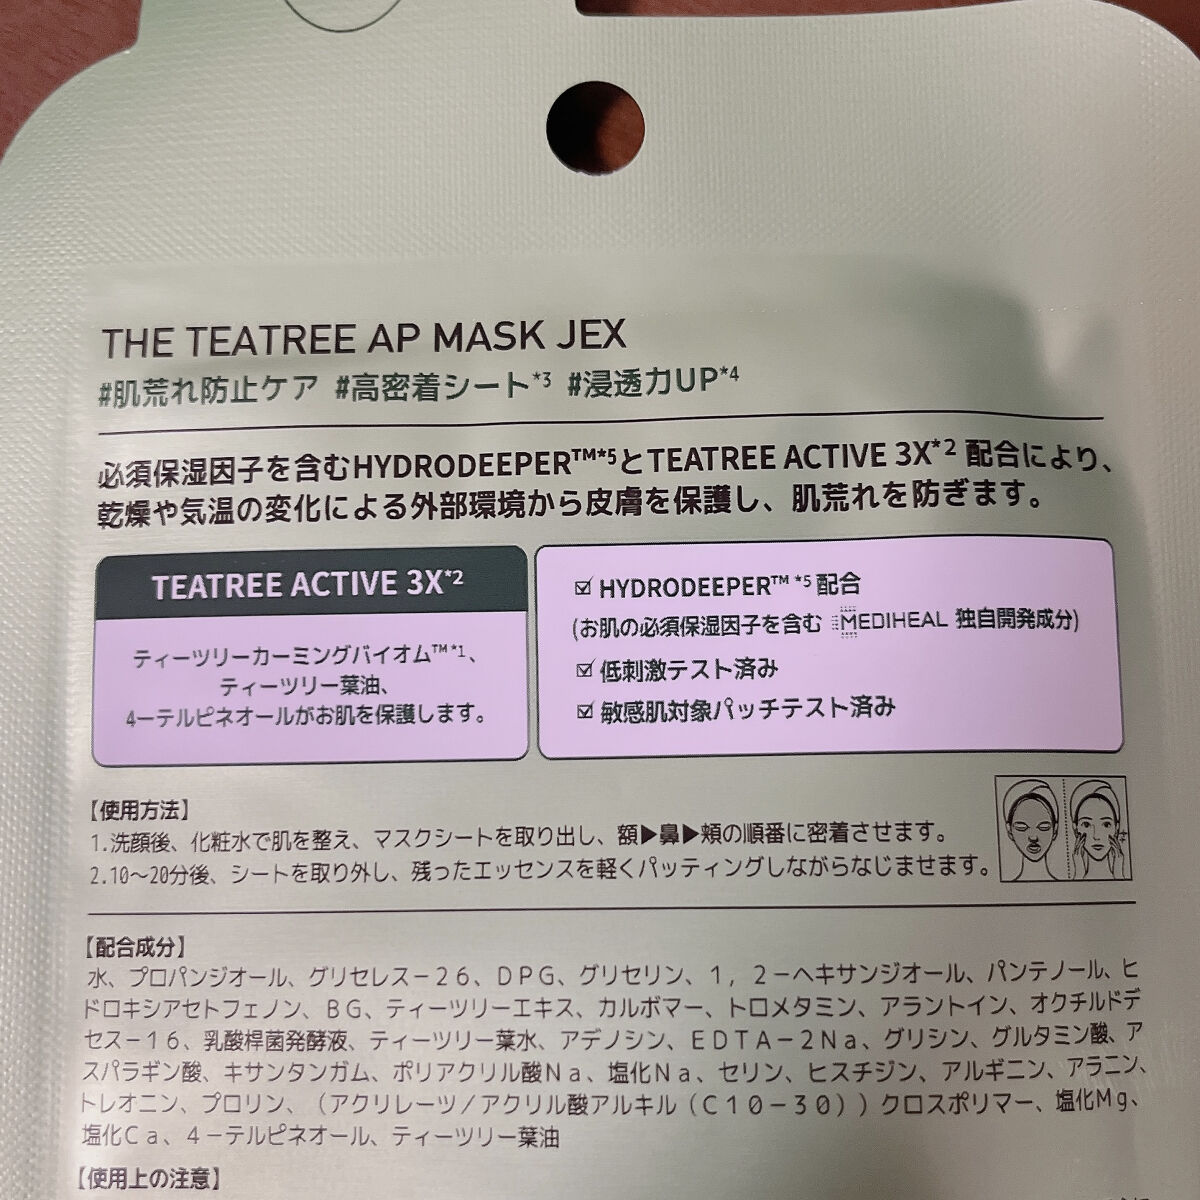 THE TEATREE AP MASK JEX
#肌荒れ防止ケア #高密着シート*3 #浸透力UP*4
必須保湿因子を含むHYDRODEEPER™*5とTEATREE ACTIVE 3X*2 配合により、
乾燥や気温の変化による外部環境から皮膚を保護し、肌荒れを防ぎます。
TEATREE ACTIVE 3X*2
ティーツリーカーミングバイオム™*1、
ティーツリー葉油、
4ーテルピネオールがお肌を保護します。
☑ HYDRODEEPER™ *5 配合
(お肌の必須保湿因子を含む MEDIHEAL 独自開発成分)
☑ 低刺激テスト済み
☑ 敏感肌対象パッチテスト済み
【使用方法】
1.洗顔後、化粧水で肌を整え、マスクシートを取り出し、額▶鼻▶頬の順番に密着させます。
2.10〜20分後、シートを取り外し、残ったエッセンスを軽くパッティングしながらなじませます。
【配合成分】
水、プロパンジオール、グリセレス－２６、ＤＰＧ、グリセリン、１，２－ヘキサンジオール、パンテノール、ヒ
ドロキシアセトフェノン、ＢＧ、ティーツリーエキス、カルボマー、トロメタミン、アラントイン、オクチルドデ
セス－１６、乳酸桿菌発酵液、ティーツリー葉水、アデノシン、ＥＤＴＡ－２Ｎａ、グリシン、グルタミン酸、ア
スパラギン酸、キサンタンガム、ポリアクリル酸Ｎａ、塩化Ｎａ、セリン、ヒスチジン、アルギニン、アラニン、
トレオニン、プロリン、（アクリレーツ／アクリル酸アルキル（Ｃ１０－３０））クロスポリマー、塩化Ｍｇ、
塩化Ｃａ、４－テルピネオール、ティーツリー葉油
【使用上の注意】